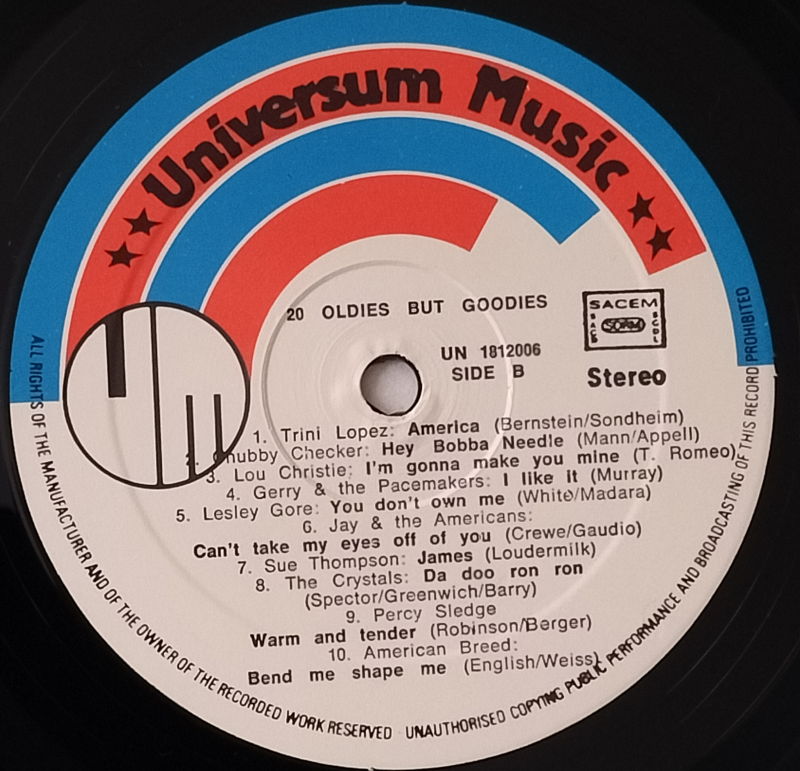 Universum Music
20 OLDIES BUT GOODIES
SACEM
SACD
SDRM
SCDL
UN 1812006
SIDE B
Stereo
1. Trini Lopez: America (Bernstein/Sondheim)
2. Chubby Checker: Hey Bobba Needle (Mann/Appell)
3. Lou Christie: I'm gonna make you mine (T. Romeo)
4. Gerry & the Pacemakers: I like it (Murray)
5. Lesley Gore: You don't own me (White/Madara)
6. Jay & the Americans:
Can't take my eyes off of you (Crewe/Gaudio)
7. Sue Thompson: James (Loudermilk)
8. The Crystals: Da doo ron ron
(Spector/Greenwich/Barry)
9. Percy Sledge
Warm and tender (Robinson/Berger)
10. American Breed:
Bend me shape me (English/Weiss)
ALL RIGHTS OF THE MANUFACTURER AND OF THE OWNER OF THE RECORDED WORK RESERVED - UNAUTHORISED COPYING PUBLIC PERFORMANCE AND BROADCASTING OF THIS RECORD PROHIBITED